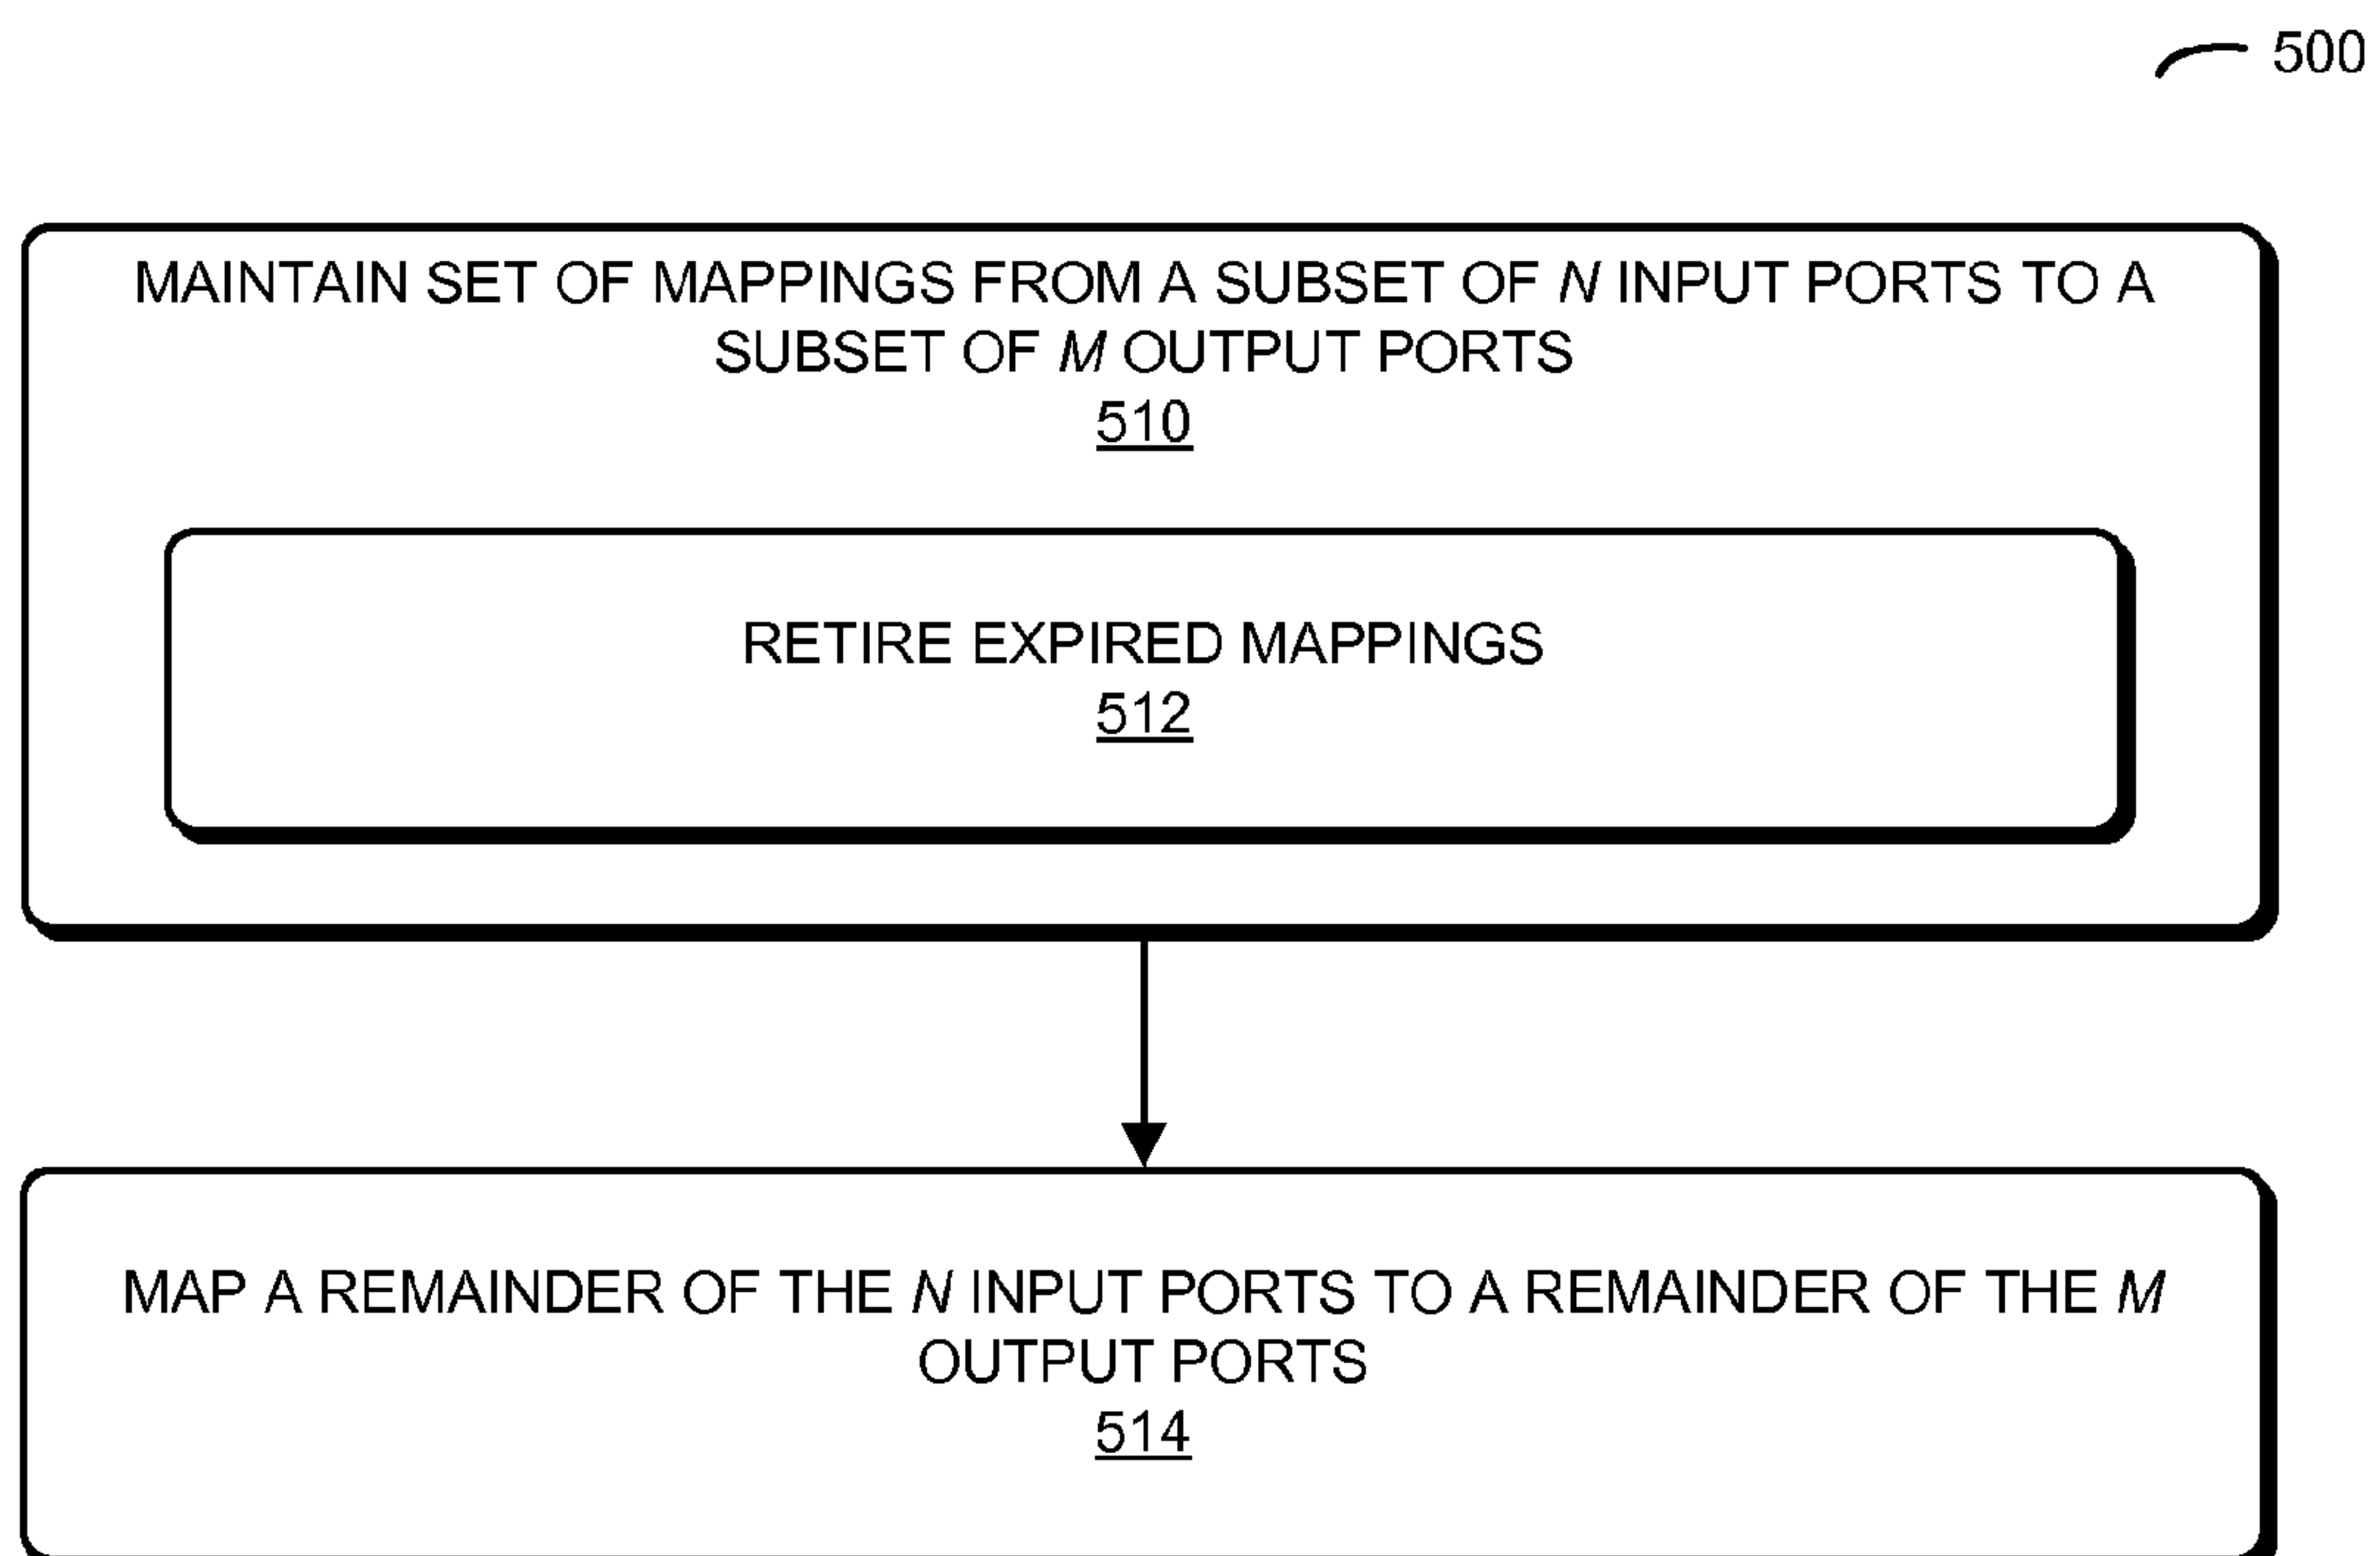 500
MAINTAIN SET OF MAPPINGS FROM A SUBSET OF N INPUT PORTS TO A
SUBSET OF M OUTPUT PORTS
510
RETIRE EXPIRED MAPPINGS
512
MAP A REMAINDER OF THE N INPUT PORTS TO A REMAINDER OF THE M
OUTPUT PORTS
514